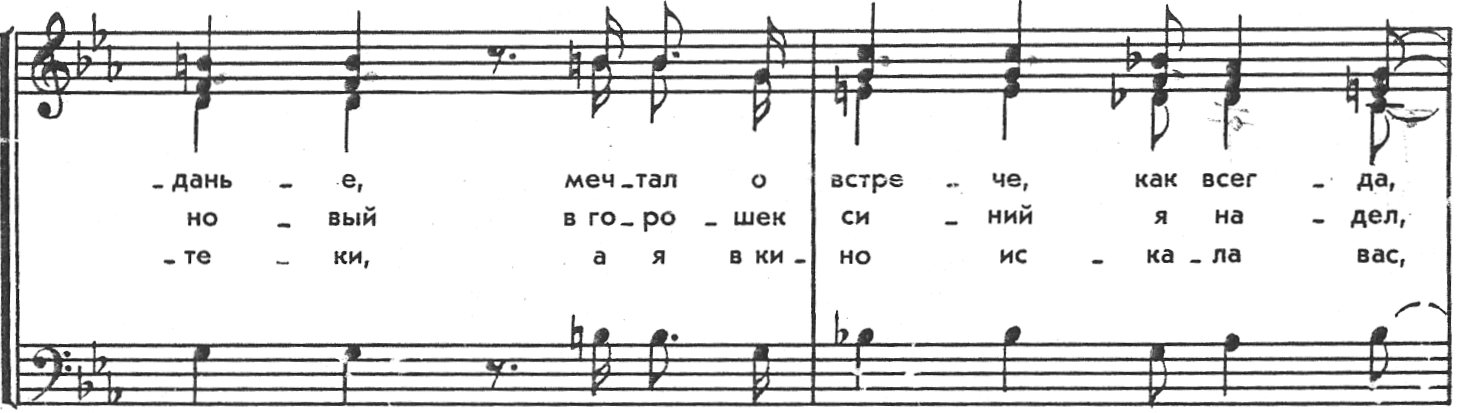 - дань - е, меч - тал о встре - че, как всег - да,
но - вый в го - ро - шек си - ний я на - дел,
- те - ки, а я в ки - но ис - ка - ла вас,